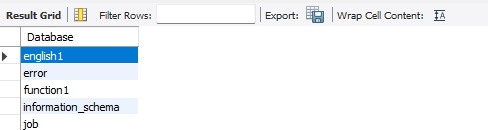 Result Grid Filter Rows: Export: Wrap Cell Content:
Database
english1
error
function1
information_schema
job